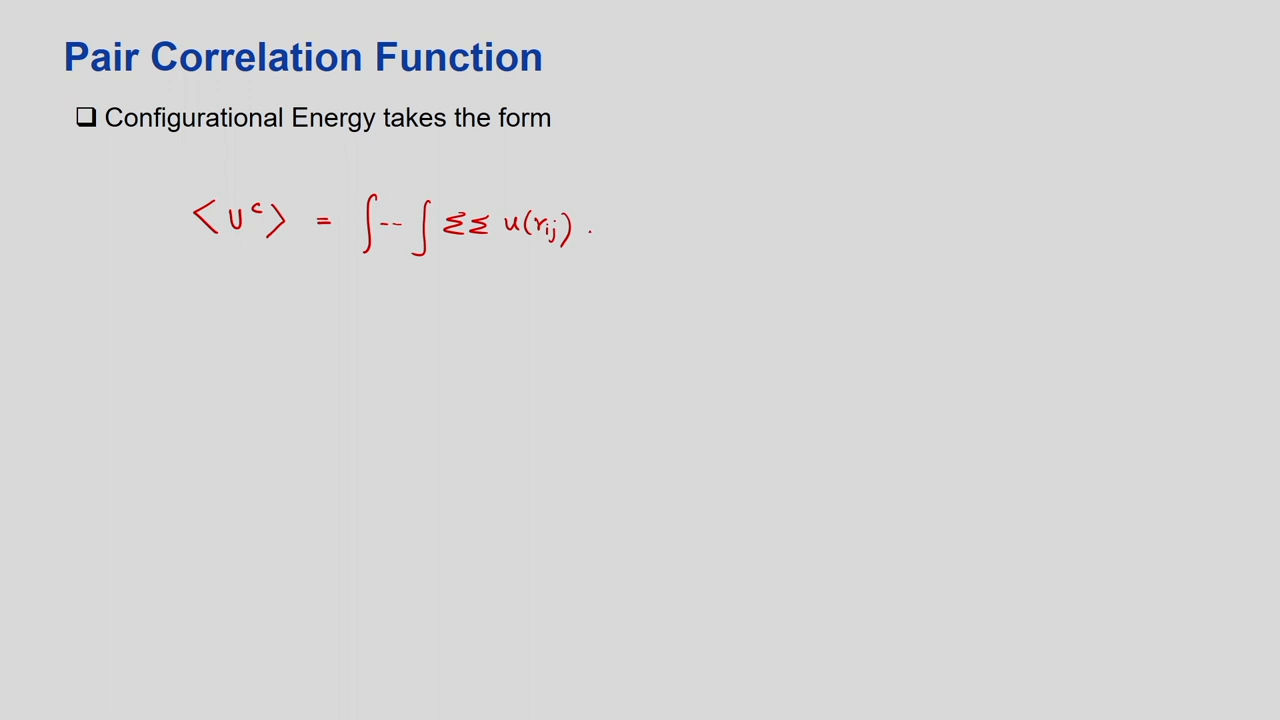 Pair Correlation Function
❑ Configurational Energy takes the form
⟨U^c⟩ = ∫--∫ ΣΣ u(r_ij) .